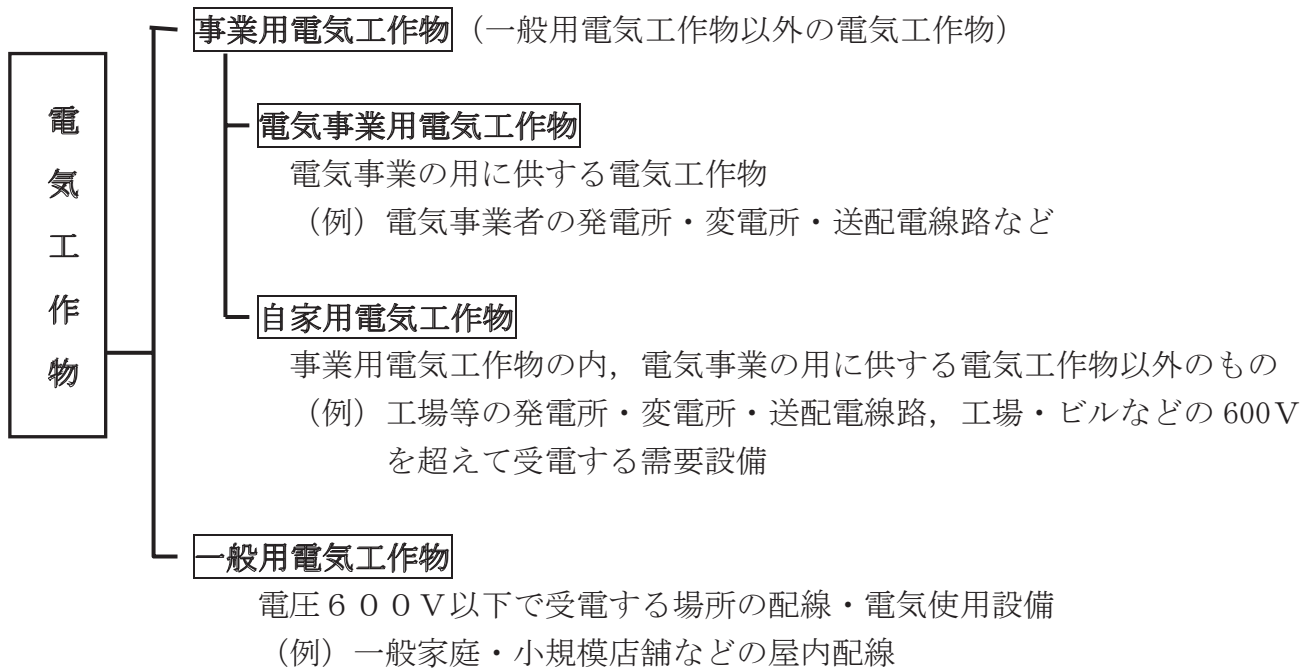 電気工作物
事業用電気工作物（一般用電気工作物以外の電気工作物）
電気事業用電気工作物
電気事業の用に供する電気工作物
（例）電気事業者の発電所・変電所・送配電線路など
自家用電気工作物
事業用電気工作物の内，電気事業の用に供する電気工作物以外のもの
（例）工場等の発電所・変電所・送配電線路，工場・ビルなどの 600V
を超えて受電する需要設備
一般用電気工作物
電圧６００V以下で受電する場所の配線・電気使用設備
（例）一般家庭・小規模店舗などの屋内配線